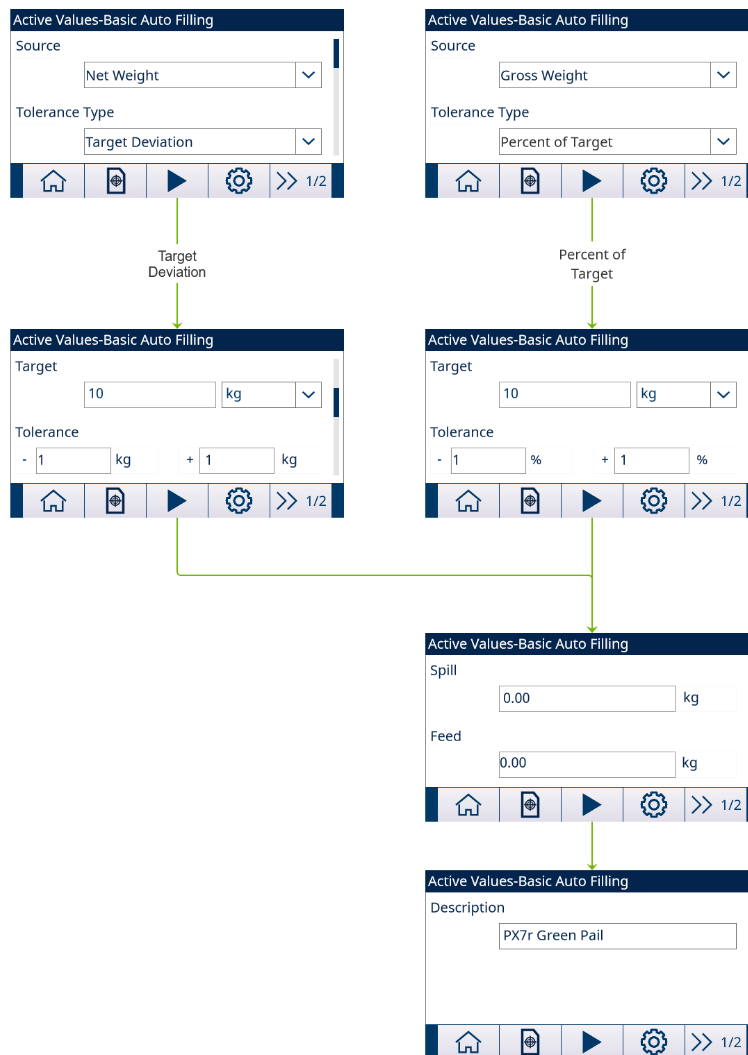 Active Values-Basic Auto Filling
Source
Net Weight
Tolerance Type
Target Deviation
1/2
Active Values-Basic Auto Filling
Source
Gross Weight
Tolerance Type
Percent of Target
1/2
Target
Deviation
Percent of
Target
Active Values-Basic Auto Filling
Target
10 kg
Tolerance
- 1 kg + 1 kg
1/2
Active Values-Basic Auto Filling
Target
10 kg
Tolerance
- 1 % + 1 %
1/2
Active Values-Basic Auto Filling
Spill
0.00 kg
Feed
0.00 kg
1/2
Active Values-Basic Auto Filling
Description
PX7r Green Pail
1/2